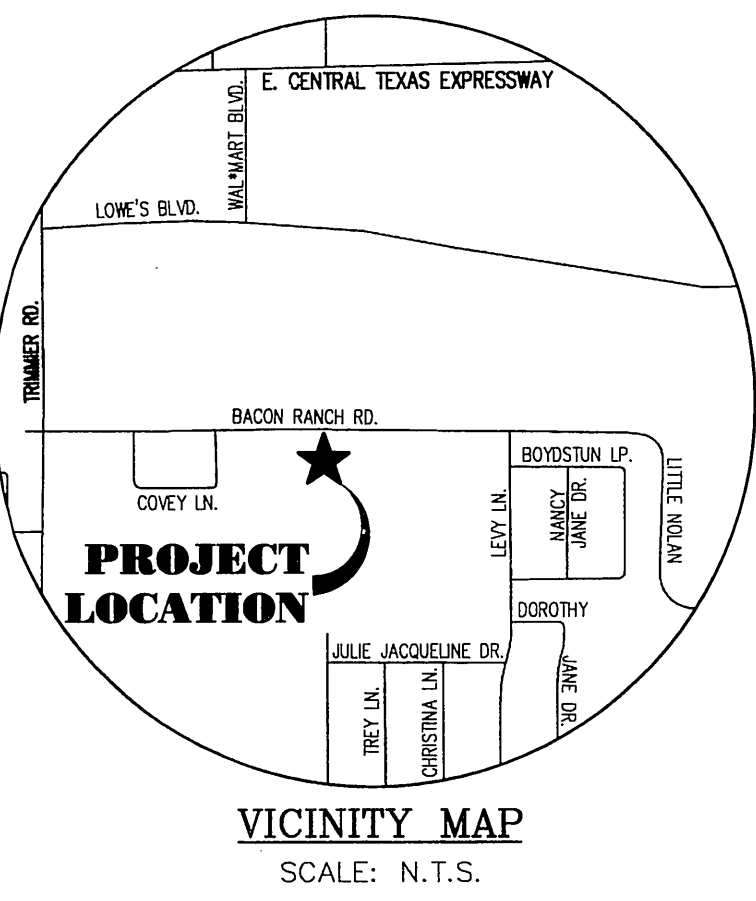 E. CENTRAL TEXAS EXPRESSWAY
WAL*MART BLVD.
LOWE'S BLVD.
TRIMMIER RD.
BACON RANCH RD.
BOYDSTUN LP.
LITTLE NOLAN
COVEY LN.
LEVY LN.
NANCY
JANE DR.
PROJECT
LOCATION
DOROTHY
JANE DR.
JULIE JACQUELINE DR.
TREY LN.
CHRISTINA LN.
VICINITY MAP
SCALE: N.T.S.